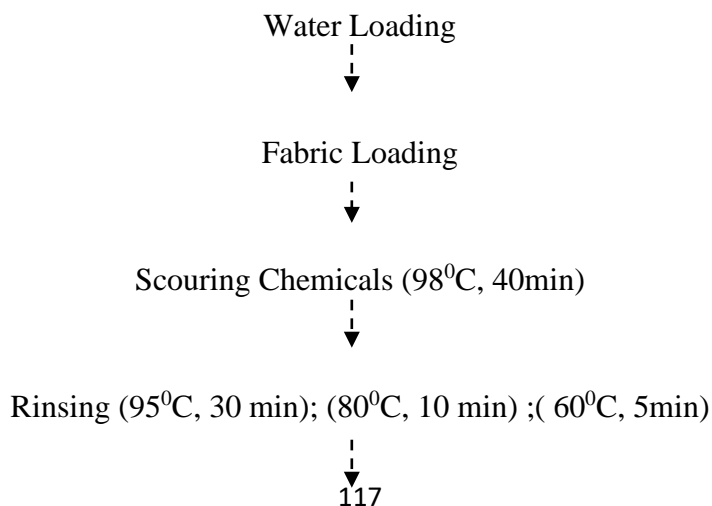 Water Loading
Fabric Loading
Scouring Chemicals (98⁰C, 40min)
Rinsing (95⁰C, 30 min); (80⁰C, 10 min) ;( 60⁰C, 5min)
117